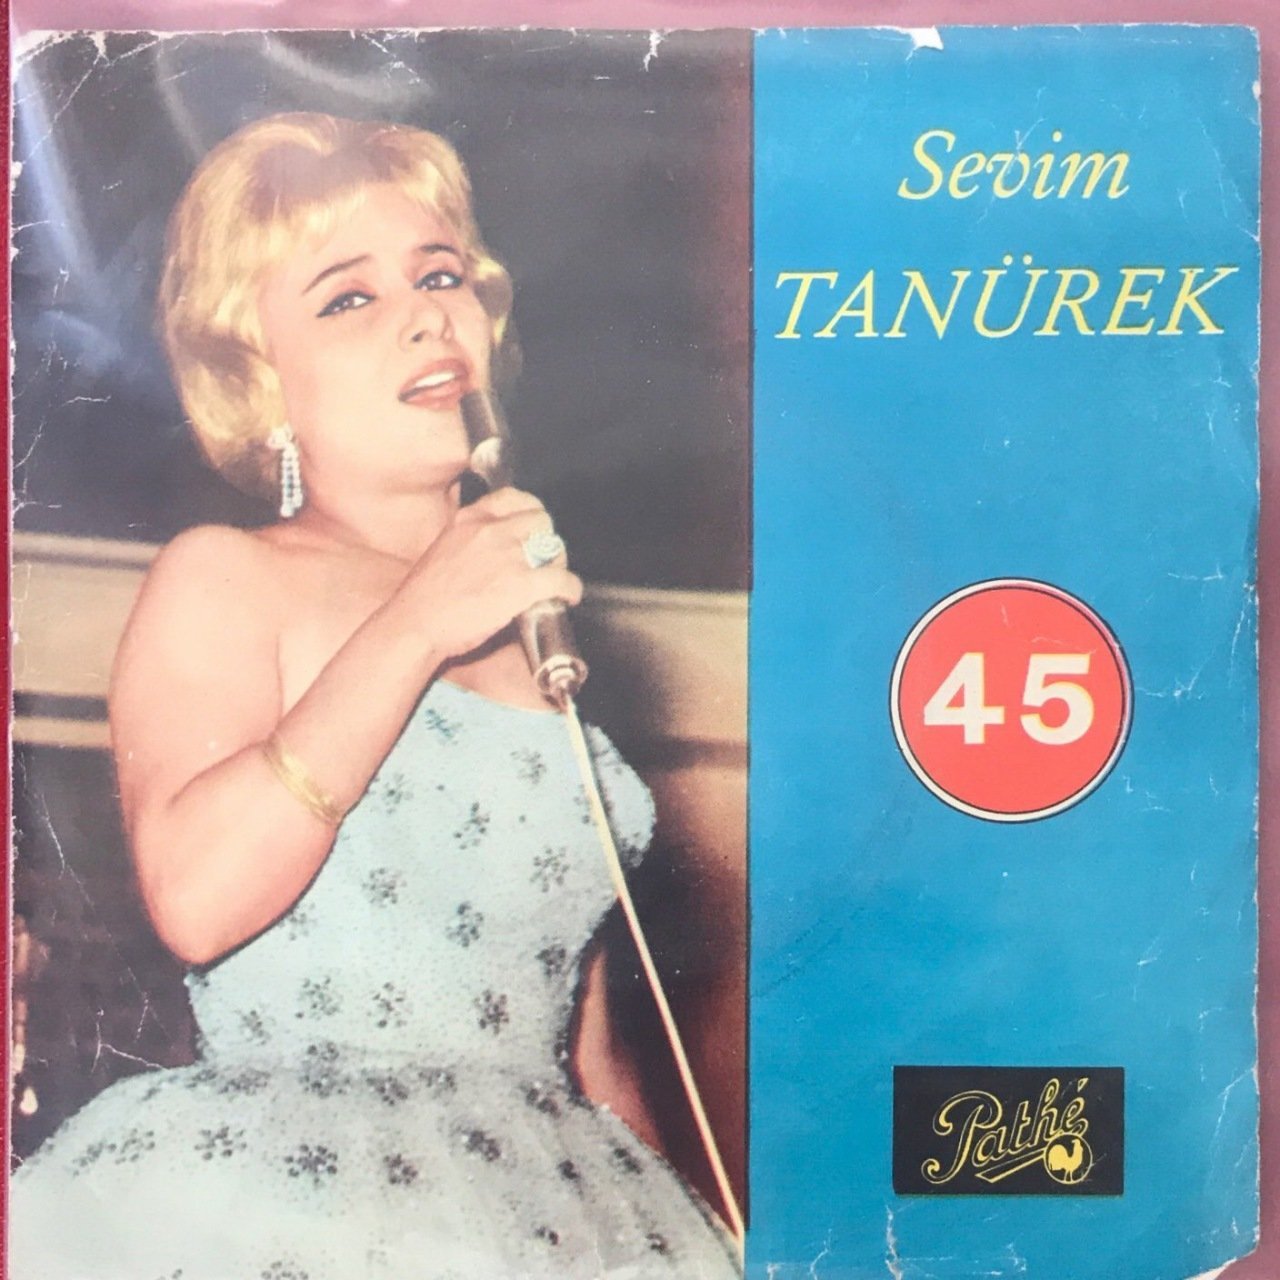 Sevim
TANÜREK
45
Pathé